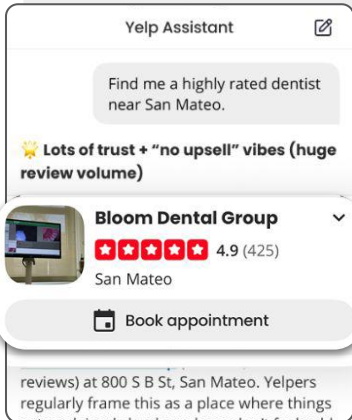 Yelp Assistant
Find me a highly rated dentist
near San Mateo.
Lots of trust + “no upsell” vibes (huge
review volume)
Bloom Dental Group
4.9 (425)
San Mateo
Book appointment
reviews) at 800 S B St, San Mateo. Yelpers
regularly frame this as a place where things